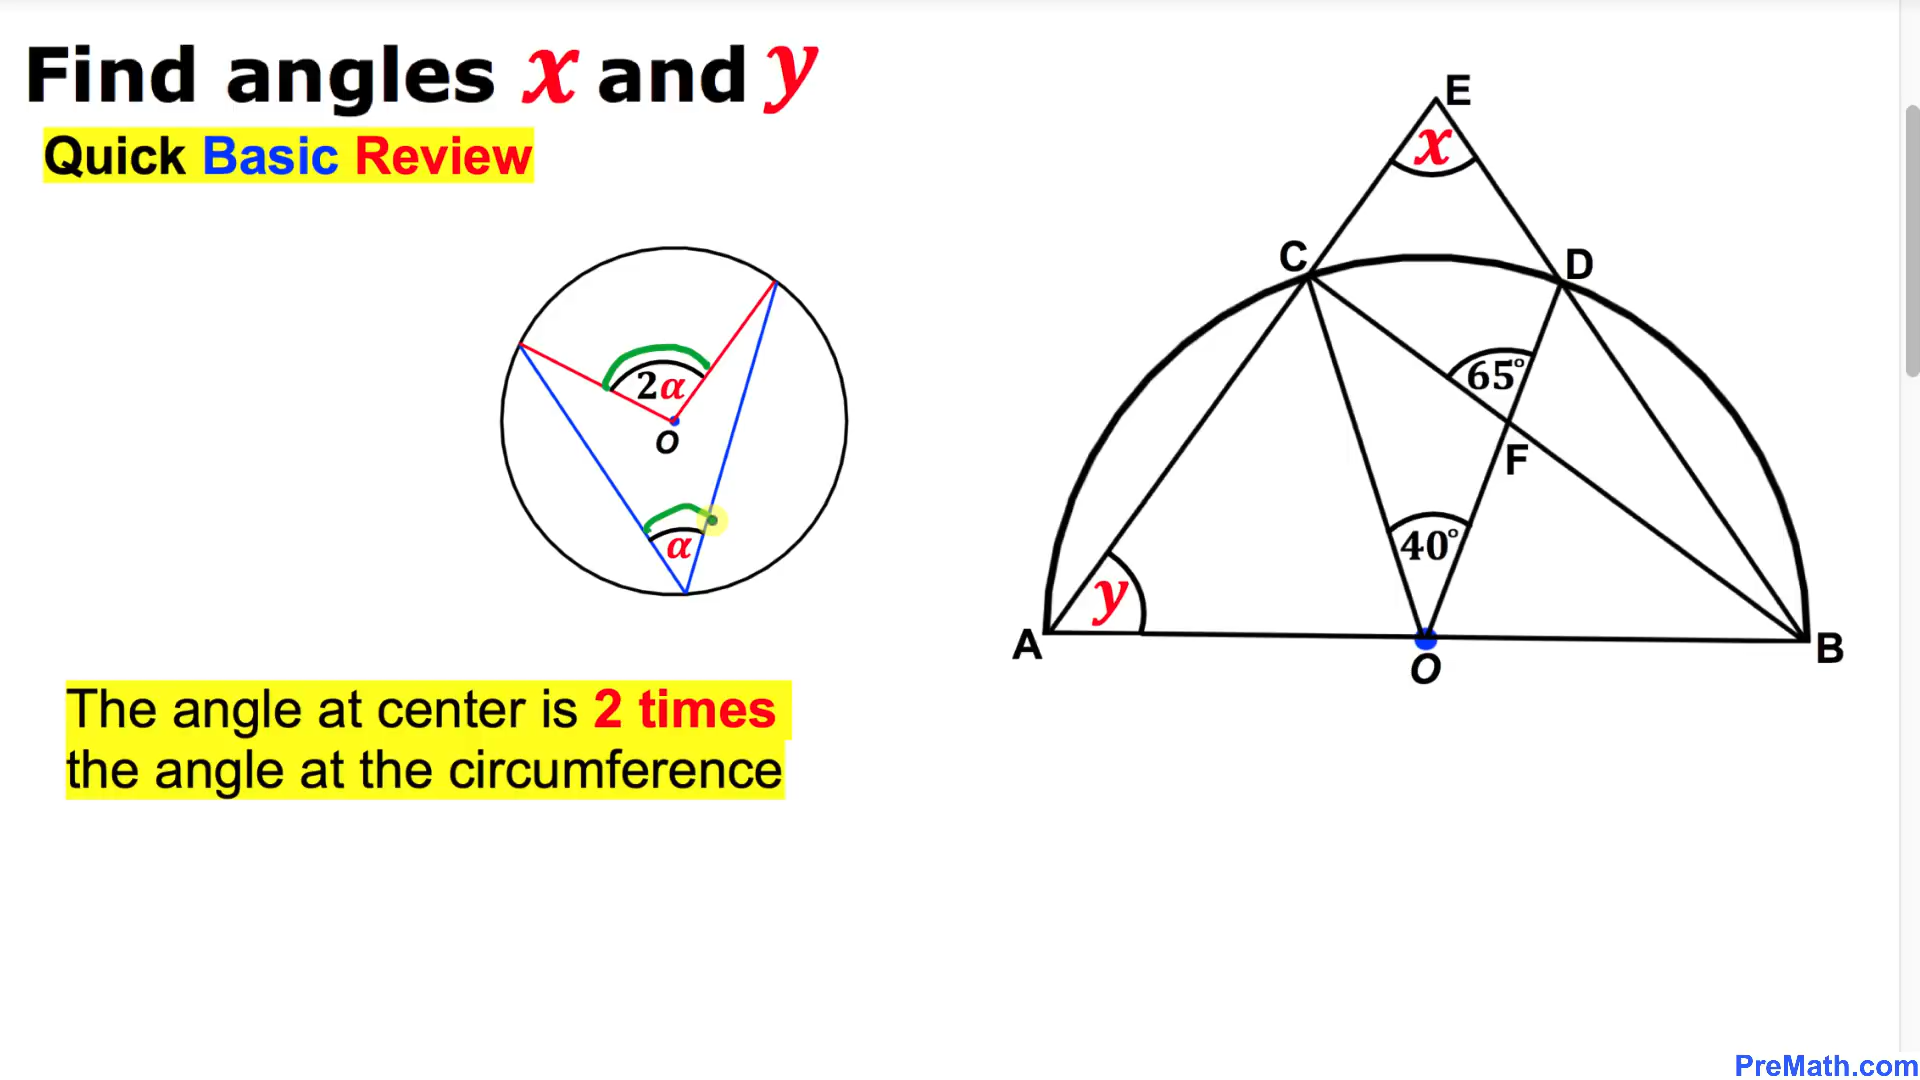 Find angles x and y
Quick Basic Review
2α
O
α
The angle at center is 2 times
the angle at the circumference
E
x
C
D
65°
F
40°
y
A
O
B
PreMath.com